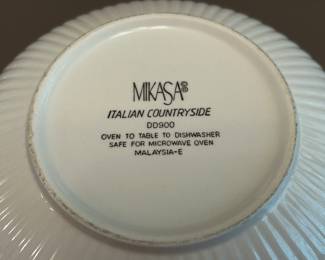 MIKASA®
ITALIAN COUNTRYSIDE
DD900
OVEN TO TABLE TO DISHWASHER
SAFE FOR MICROWAVE OVEN
MALAYSIA-E